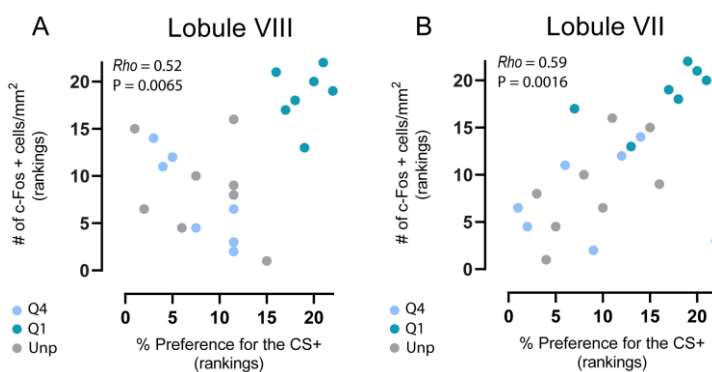 A
Lobule VIII
Rho = 0.52
P = 0.0065
# of c-Fos + cells/mm²
(rankings)
20
15
10
5
0
0 5 10 15 20
% Preference for the CS+
(rankings)
Q4
Q1
Unp
B
Lobule VII
Rho = 0.59
P = 0.0016
# of c-Fos + cells/mm²
(rankings)
20
15
10
5
0
0 5 10 15 20
% Preference for the CS+
(rankings)
Q4
Q1
Unp